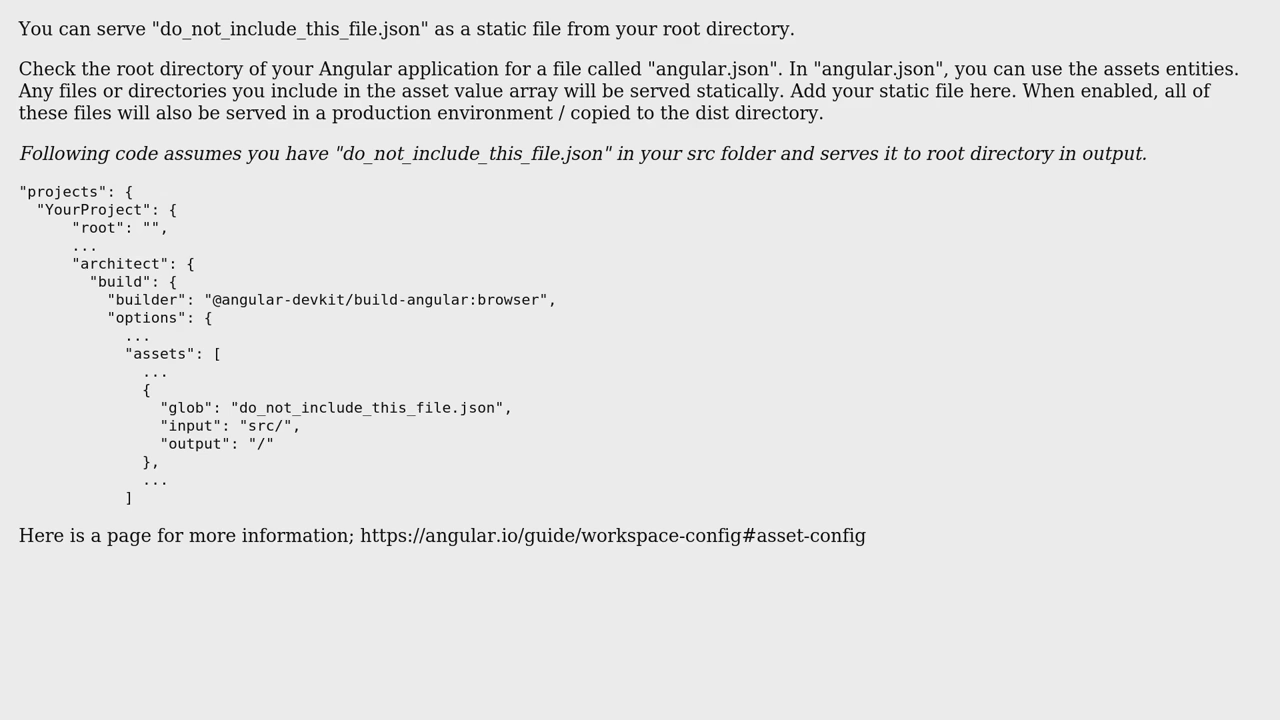 You can serve "do_not_include_this_file.json" as a static file from your root directory.
Check the root directory of your Angular application for a file called "angular.json". In "angular.json", you can use the assets entities.
Any files or directories you include in the asset value array will be served statically. Add your static file here. When enabled, all of
these files will also be served in a production environment / copied to the dist directory.
Following code assumes you have "do_not_include_this_file.json" in your src folder and serves it to root directory in output.
"projects": {
  "YourProject": {
      "root": "",
      ...
      "architect": {
        "build": {
          "builder": "@angular-devkit/build-angular:browser",
          "options": {
            ...
            "assets": [
              ...
              {
                "glob": "do_not_include_this_file.json",
                "input": "src/",
                "output": "/"
              },
              ...
            ]
Here is a page for more information; https://angular.io/guide/workspace-config#asset-config